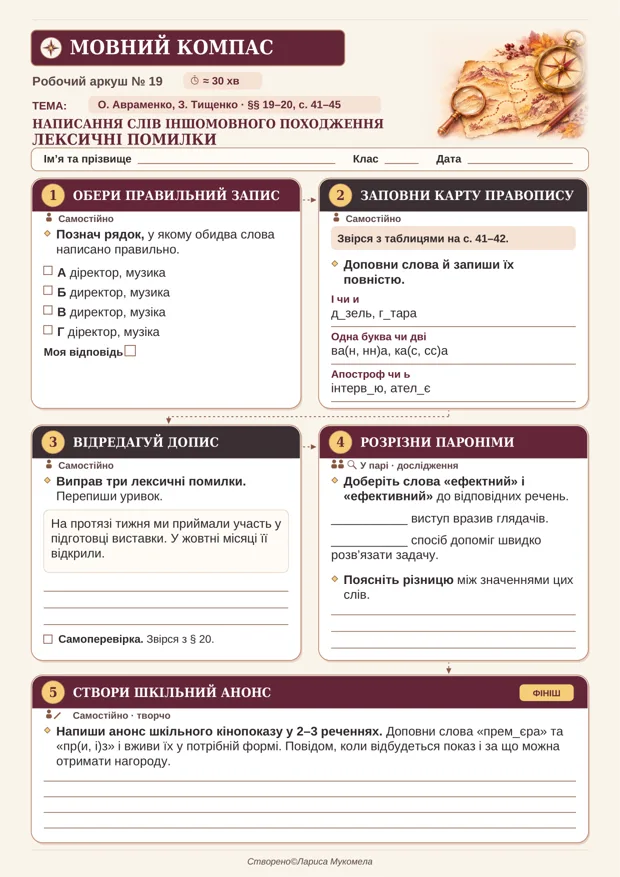 МОВНИЙ КОМПАС
Робочий аркуш № 19
≈ 30 хв
ТЕМА:
О. Авраменко, З. Тищенко · §§ 19–20, с. 41–45
НАПИСАННЯ СЛІВ ІНШОМОВНОГО ПОХОДЖЕННЯ
ЛЕКСИЧНІ ПОМИЛКИ
Ім’я та прізвище ____ Клас ____ Дата ____
1 ОБЕРИ ПРАВИЛЬНИЙ ЗАПИС
Самостійно
Познач рядок, у якому обидва слова
написано правильно.
А діректор, музика
Б директор, музика
В директор, музіка
Г діректор, музіка
Моя відповідь
2 ЗАПОВНИ КАРТУ ПРАВОПИСУ
Самостійно
Звірся з таблицями на с. 41–42.
Доповни слова й запиши їх
повністю.
І чи и
д_зель, г_тара
Одна буква чи дві
ва(н, нн)а, ка(с, сс)а
Апостроф чи ь
інтерв_ю, ател_є
3 ВІДРЕДАГУЙ ДОПИС
Самостійно
Виправ три лексичні помилки.
Перепиши уривок.
На протязі тижня ми приймали участь у
підготовці виставки. У жовтні місяці її
відкрили.
Самоперевірка. Звірся з § 20.
4 РОЗРІЗНИ ПАРОНІМИ
У парі · дослідження
Доберіть слова «ефектний» і
«ефективний» до відповідних речень.
___________ виступ вразив глядачів.
___________ спосіб допоміг швидко
розв’язати задачу.
Поясніть різницю між значеннями цих
слів.
5 СТВОРИ ШКІЛЬНИЙ АНОНС
ФІНІШ
Самостійно · творчо
Напиши анонс шкільного кінопоказу у 2–3 реченнях. Доповни слова «прем_єра» та
«пр(и, і)з» і вживи їх у потрібній формі. Повідом, коли відбудеться показ і за що можна
отримати нагороду.
Створено©Лариса Мукомела